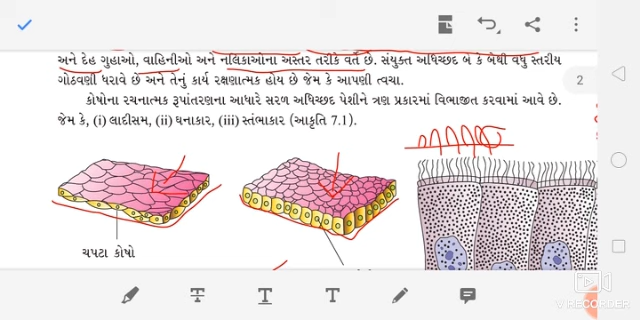 અને દેહ ગુહાઓ, વાહિનીઓ અને નલિકાઓના અસ્તર તરીકે વર્તે છે. સંયુક્ત અધિચ્છદ બે કે બેથી વધુ સ્તરીય
ગોઠવણી ધરાવે છે અને તેનું કાર્ય રક્ષણાત્મક હોય છે જેમ કે આપણી ત્વચા.
કોષોના રચનાત્મક રૂપાંતરણના આધારે સરળ અધિચ્છદ પેશીને ત્રણ પ્રકારમાં વિભાજીત કરવામાં આવે છે.
જેમ કે, (i) લાદીસમ, (ii) ઘનાકાર, (iii) સ્તંભાકાર (આકૃતિ 7.1).
2
ચપટા કોષો
V RECORDER